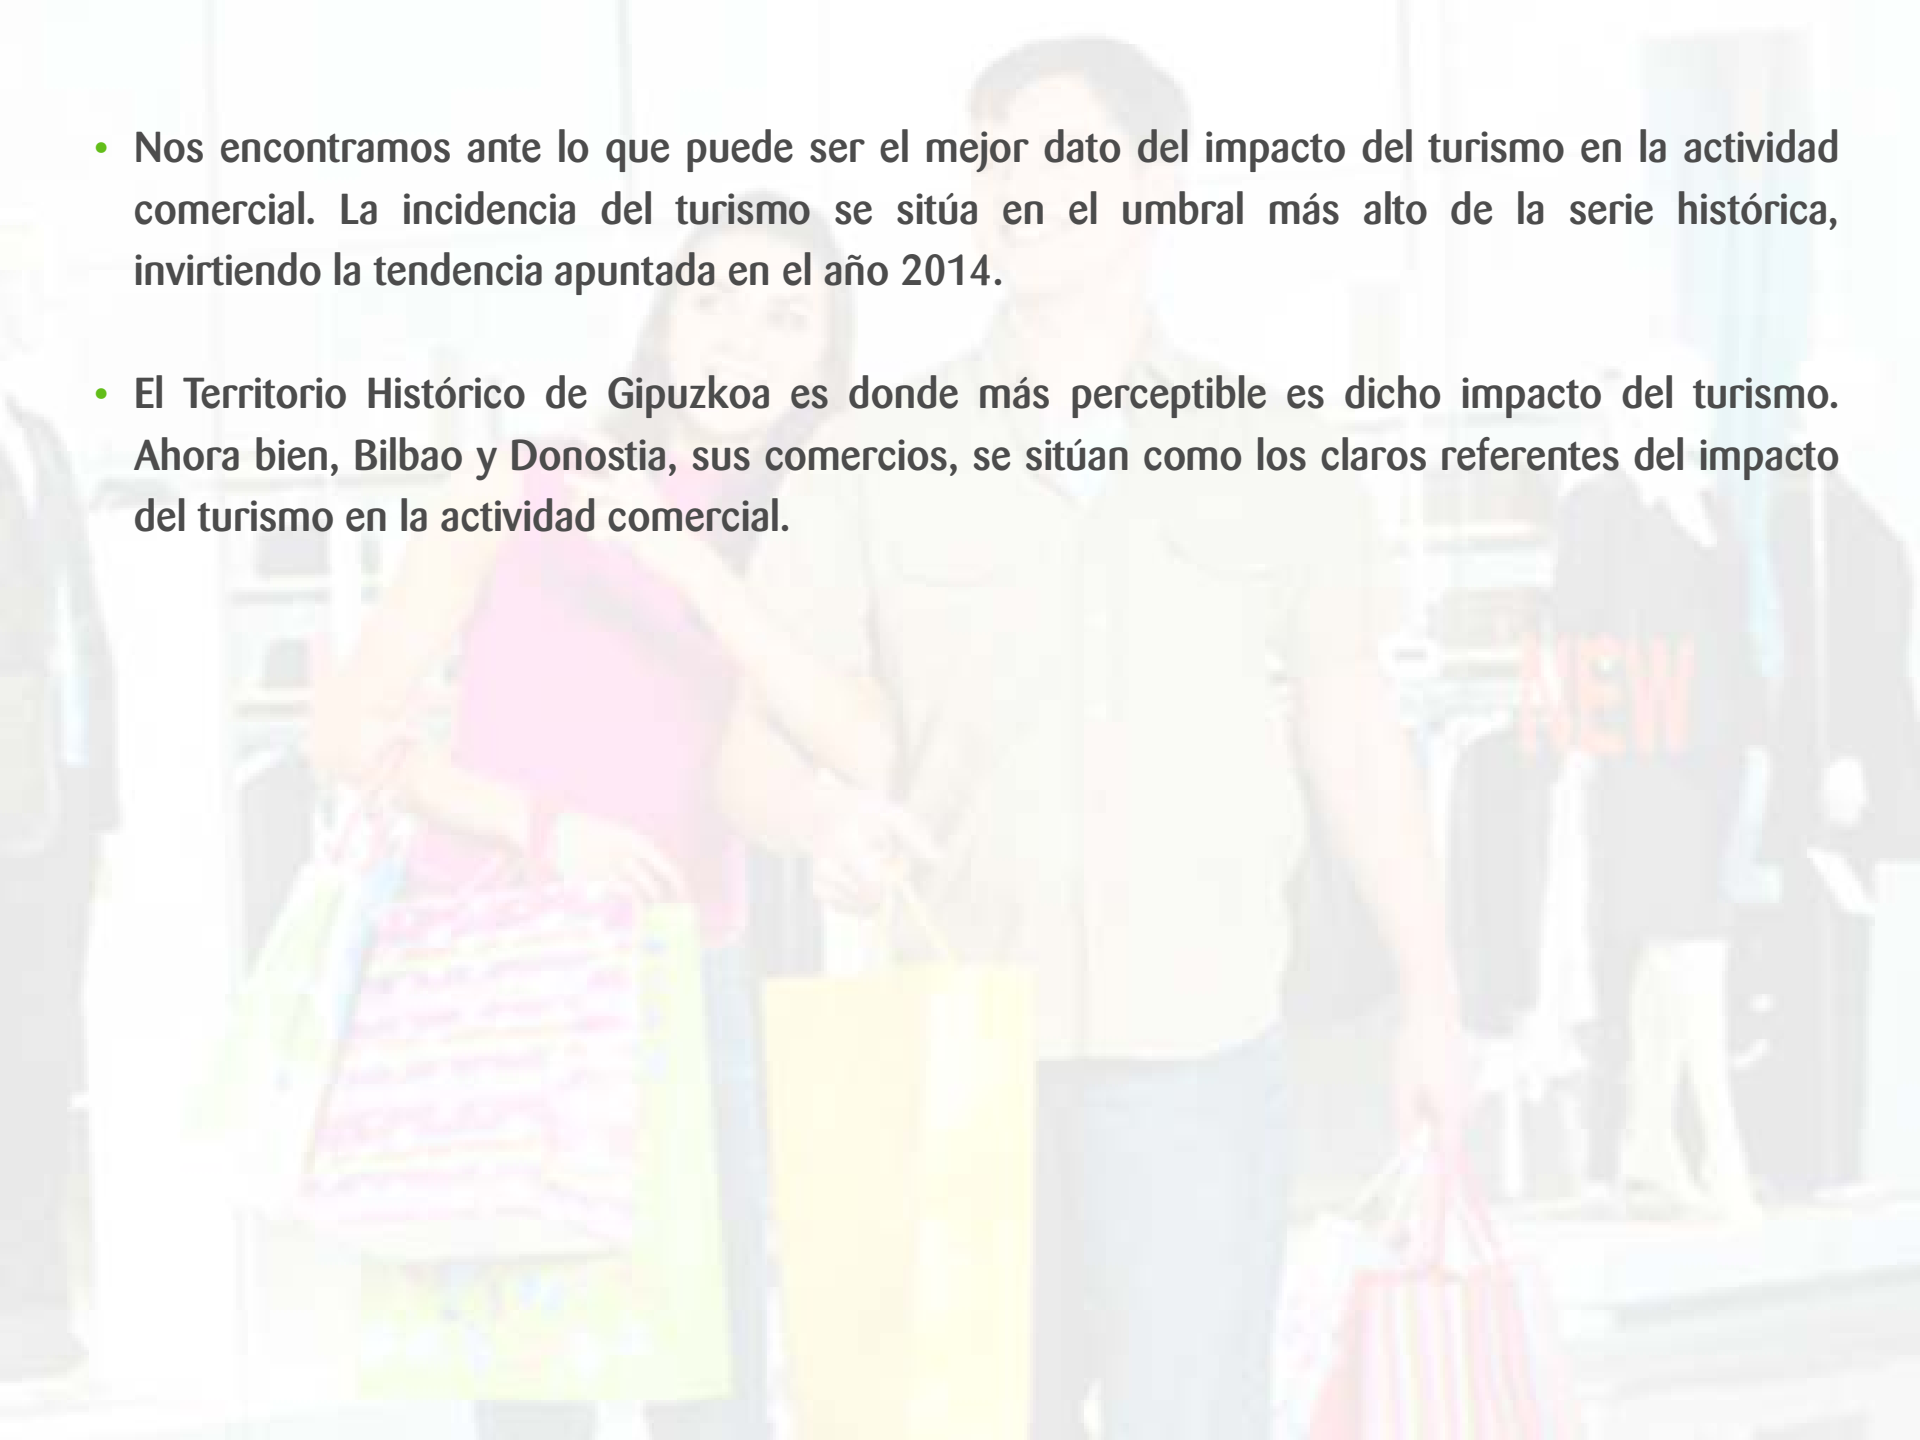 • Nos encontramos ante lo que puede ser el mejor dato del impacto del turismo en la actividad
comercial. La incidencia del turismo se sitúa en el umbral más alto de la serie histórica,
invirtiendo la tendencia apuntada en el año 2014.
• El Territorio Histórico de Gipuzkoa es donde más perceptible es dicho impacto del turismo.
Ahora bien, Bilbao y Donostia, sus comercios, se sitúan como los claros referentes del impacto
del turismo en la actividad comercial.
NEW